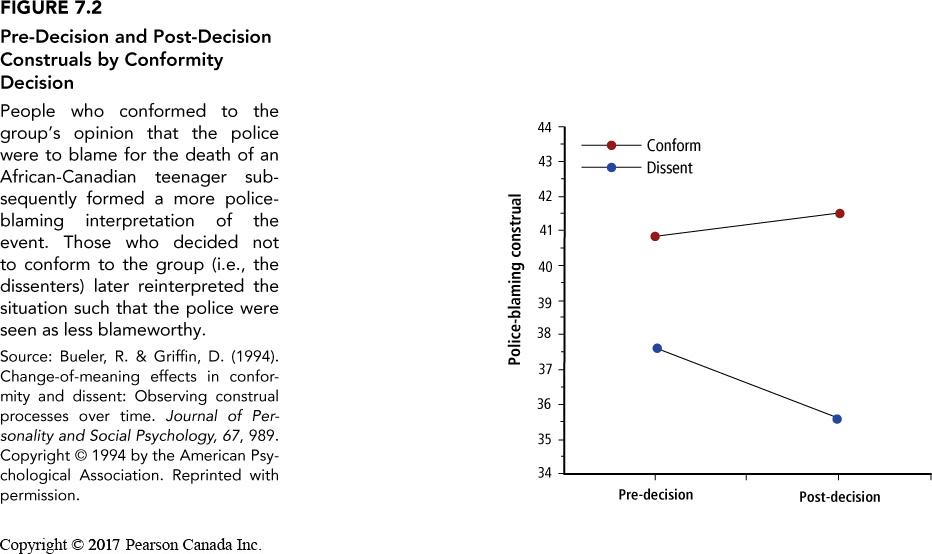 FIGURE 7.2
Pre-Decision and Post-Decision
Construals by Conformity
Decision
People who conformed to the
group's opinion that the police
were to blame for the death of an
African-Canadian teenager sub-
sequently formed a more police-
blaming interpretation of the
event. Those who decided not
to conform to the group (i.e., the
dissenters) later reinterpreted the
situation such that the police were
seen as less blameworthy.
Source: Bueler, R. & Griffin, D. (1994).
Change-of-meaning effects in confor-
mity and dissent: Observing construal
processes over time. Journal of Per-
sonality and Social Psychology, 67, 989.
Copyright © 1994 by the American Psy-
chological Association. Reprinted with
permission.
Copyright © 2017 Pearson Canada Inc.
Police-blaming construal
44
43
42
41
40
39
38
37
36
35
34
Conform
Dissent
Pre-decision
Post-decision